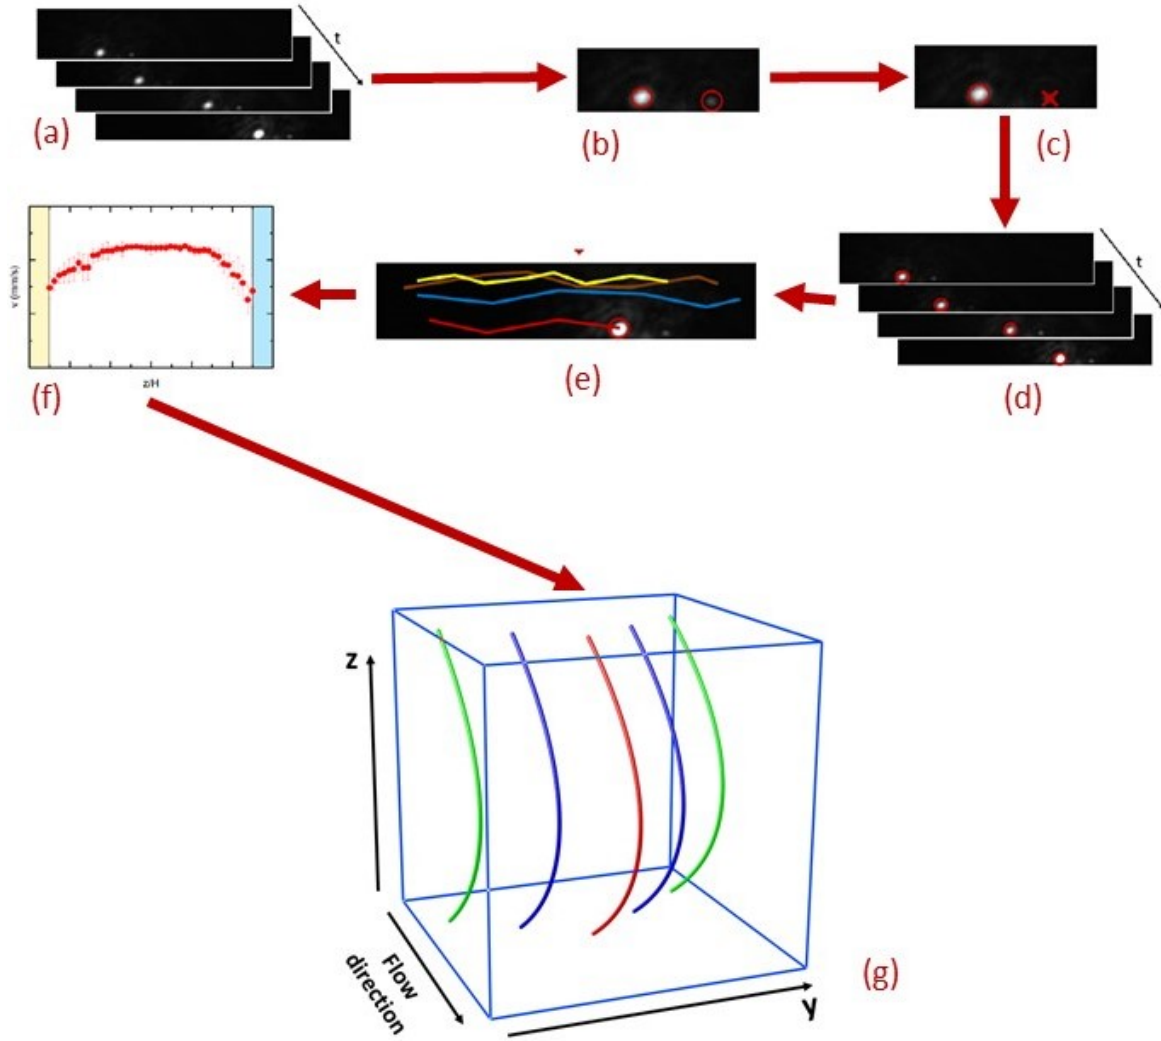 t
(a)
(b)
(c)
v (mm/s)
z/H
(f)
(e)
t
(d)
z
Flow
direction
y
(g)